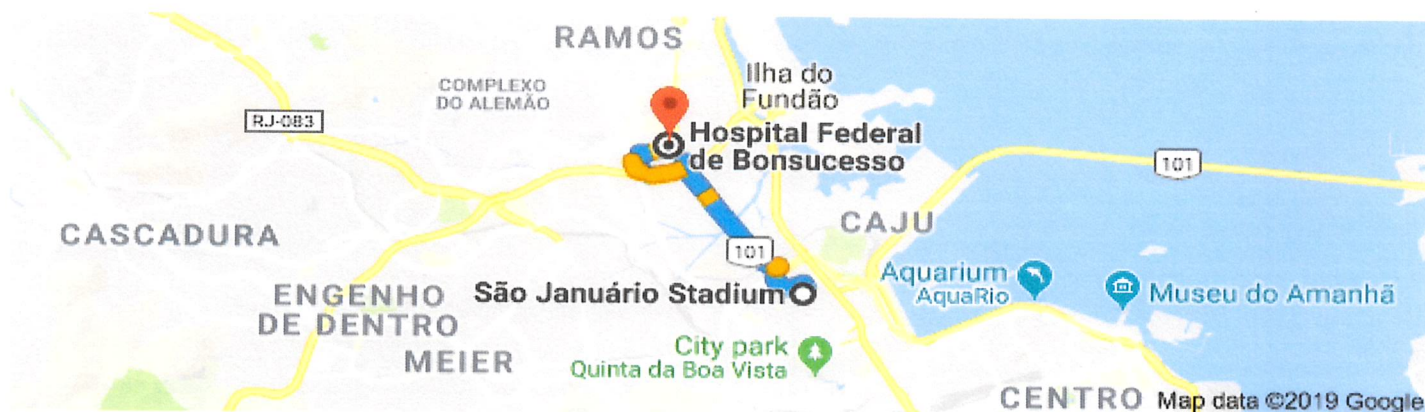 RAMOS
COMPLEXO
DO ALEMÃO
Ilha do
Fundão
RJ-083
Hospital Federal
de Bonsucesso
101
CASCADURA
CAJU
101
Aquarium
AquaRio
São Januário Stadium
Museu do Amanhã
ENGENHO
DE DENTRO
MEIER
City park
Quinta da Boa Vista
CENTRO
Map data ©2019 Google